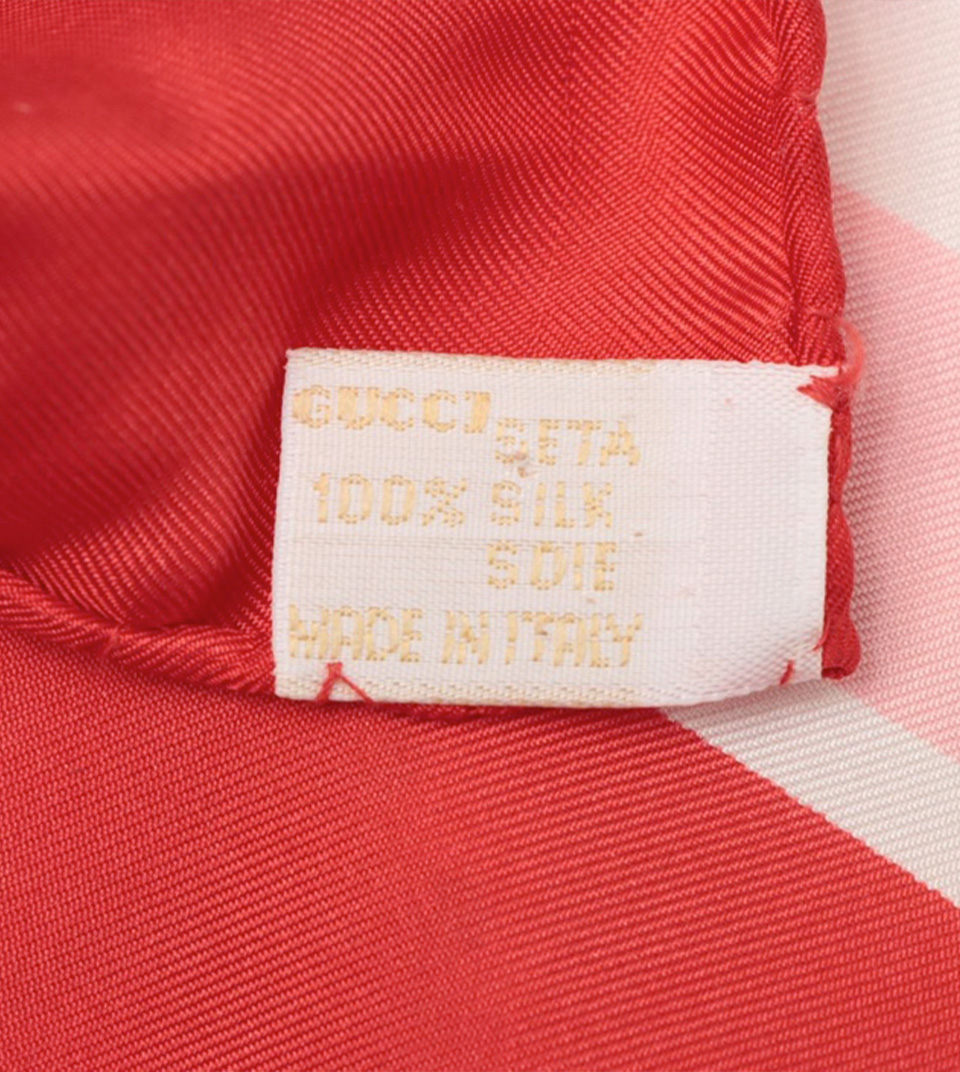 GUCCI SETA
100% SILK
SOIE
MADE IN ITALY